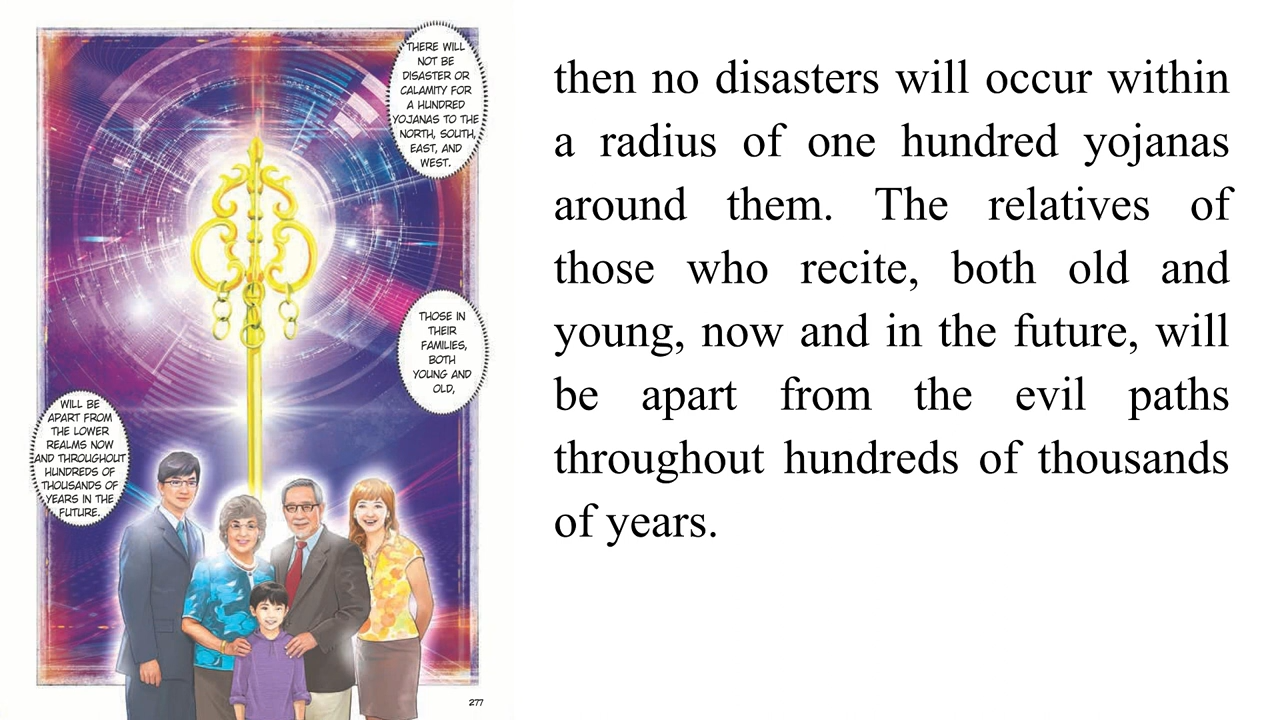 THERE WILL
NOT BE
DISASTER OR
CALAMITY FOR
A HUNDRED
YOJANAS TO THE
NORTH, SOUTH,
EAST, AND
WEST.
THOSE IN
THEIR
FAMILIES,
BOTH
YOUNG AND
OLD,
WILL BE
APART FROM
THE LOWER
REALMS NOW
AND THROUGHOUT
HUNDREDS OF
THOUSANDS OF
YEARS IN THE
FUTURE.
277
then no disasters will occur within
a radius of one hundred yojanas
around them. The relatives of
those who recite, both old and
young, now and in the future, will
be apart from the evil paths
throughout hundreds of thousands
of years.